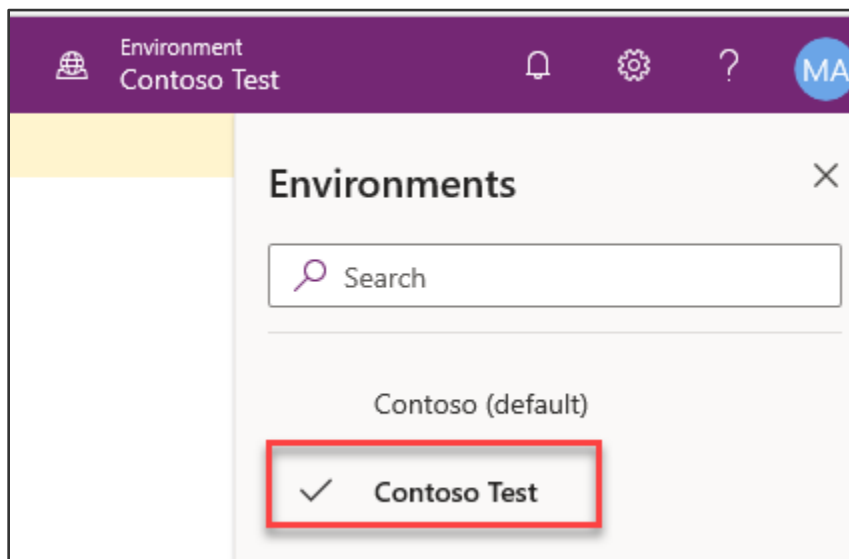 Environment
Contoso Test
?
MA
Environments
Search
Contoso (default)
Contoso Test